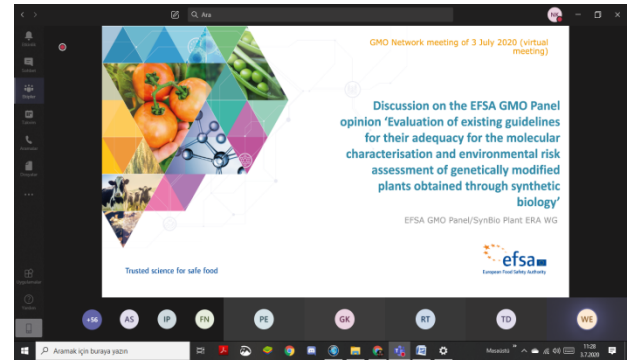 Ara
NK
GMO Network meeting of 3 July 2020 (virtual
meeting)
Discussion on the EFSA GMO Panel
opinion ‘Evaluation of existing guidelines
for their adequacy for the molecular
characterisation and environmental risk
assessment of genetically modified
plants obtained through synthetic
biology’
EFSA GMO Panel/SynBio Plant ERA WG
Trusted science for safe food
efsa
European Food Safety Authority
+56
AS
IP
FN
PE
GK
RT
TD
WE
Aramak için buraya yazın
Masaüstü
11:28
3.7.2020